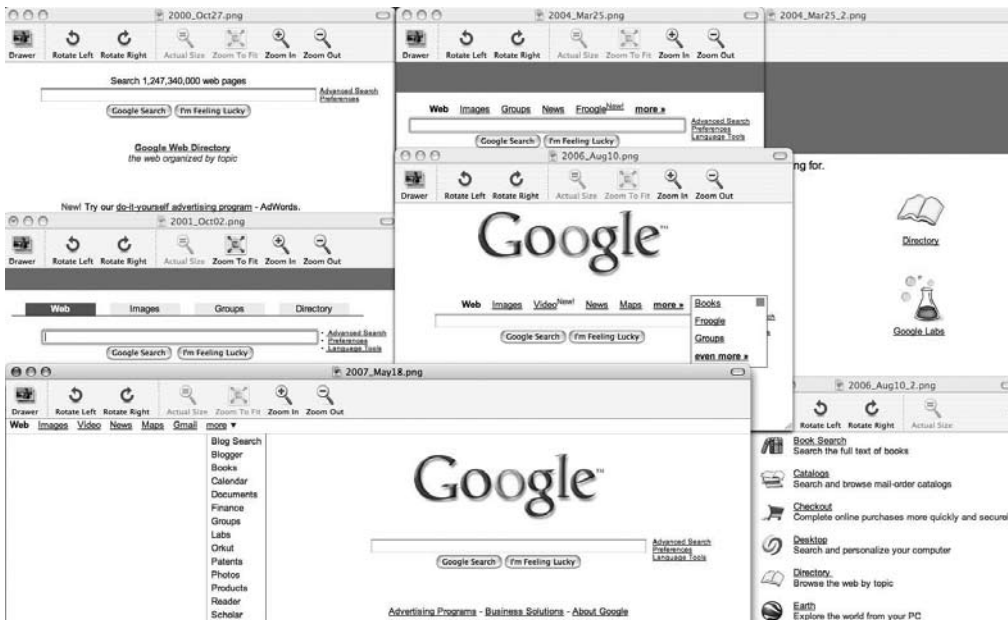 2000_Oct27.png
Drawer Rotate Left Rotate Right Actual Size Zoom To Fit Zoom In Zoom Out
Search 1,247,340,000 web pages
Advanced Search
Preferences
Google Search I'm Feeling Lucky
Google Web Directory
the web organized by topic
New! Try our do-it-yourself advertising program - AdWords.
2001_Oct02.png
Drawer Rotate Left Rotate Right Actual Size Zoom To Fit Zoom In Zoom Out
Web Images Groups Directory
• Advanced Search
• Preferences
• Language Tools
Google Search I'm Feeling Lucky
2004_Mar25.png
Drawer Rotate Left Rotate Right Actual Size Zoom To Fit Zoom In Zoom Out
Web Images Groups News Froogle New! more »
Advanced Search
Preferences
Language Tools
Google Search I'm Feeling Lucky
2004_Mar25_2.png
ng for.
Directory
Google Labs
2006_Aug10.png
Drawer Rotate Left Rotate Right Actual Size Zoom To Fit Zoom In Zoom Out
Google™
Web Images Video New! News Maps more »
Books
Froogle
Groups
even more »
Google Search I'm Feeling Lucky
2007_May18.png
Drawer Rotate Left Rotate Right Actual Size Zoom To Fit Zoom In Zoom Out
Web Images Video News Maps Gmail more ▼
Blog Search
Blogger
Books
Calendar
Documents
Finance
Groups
Labs
Orkut
Patents
Photos
Products
Reader
Scholar
Google™
Advanced Search
Preferences
Language Tools
Google Search I'm Feeling Lucky
Advertising Programs - Business Solutions - About Google
2006_Aug10_2.png
Rotate Left Rotate Right Actual Size
Book Search
Search the full text of books
Catalogs
Search and browse mail-order catalogs
Checkout
Complete online purchases more quickly and securel
Desktop
Search and personalize your computer
Directory
Browse the web by topic
Earth
Explore the world from your PC